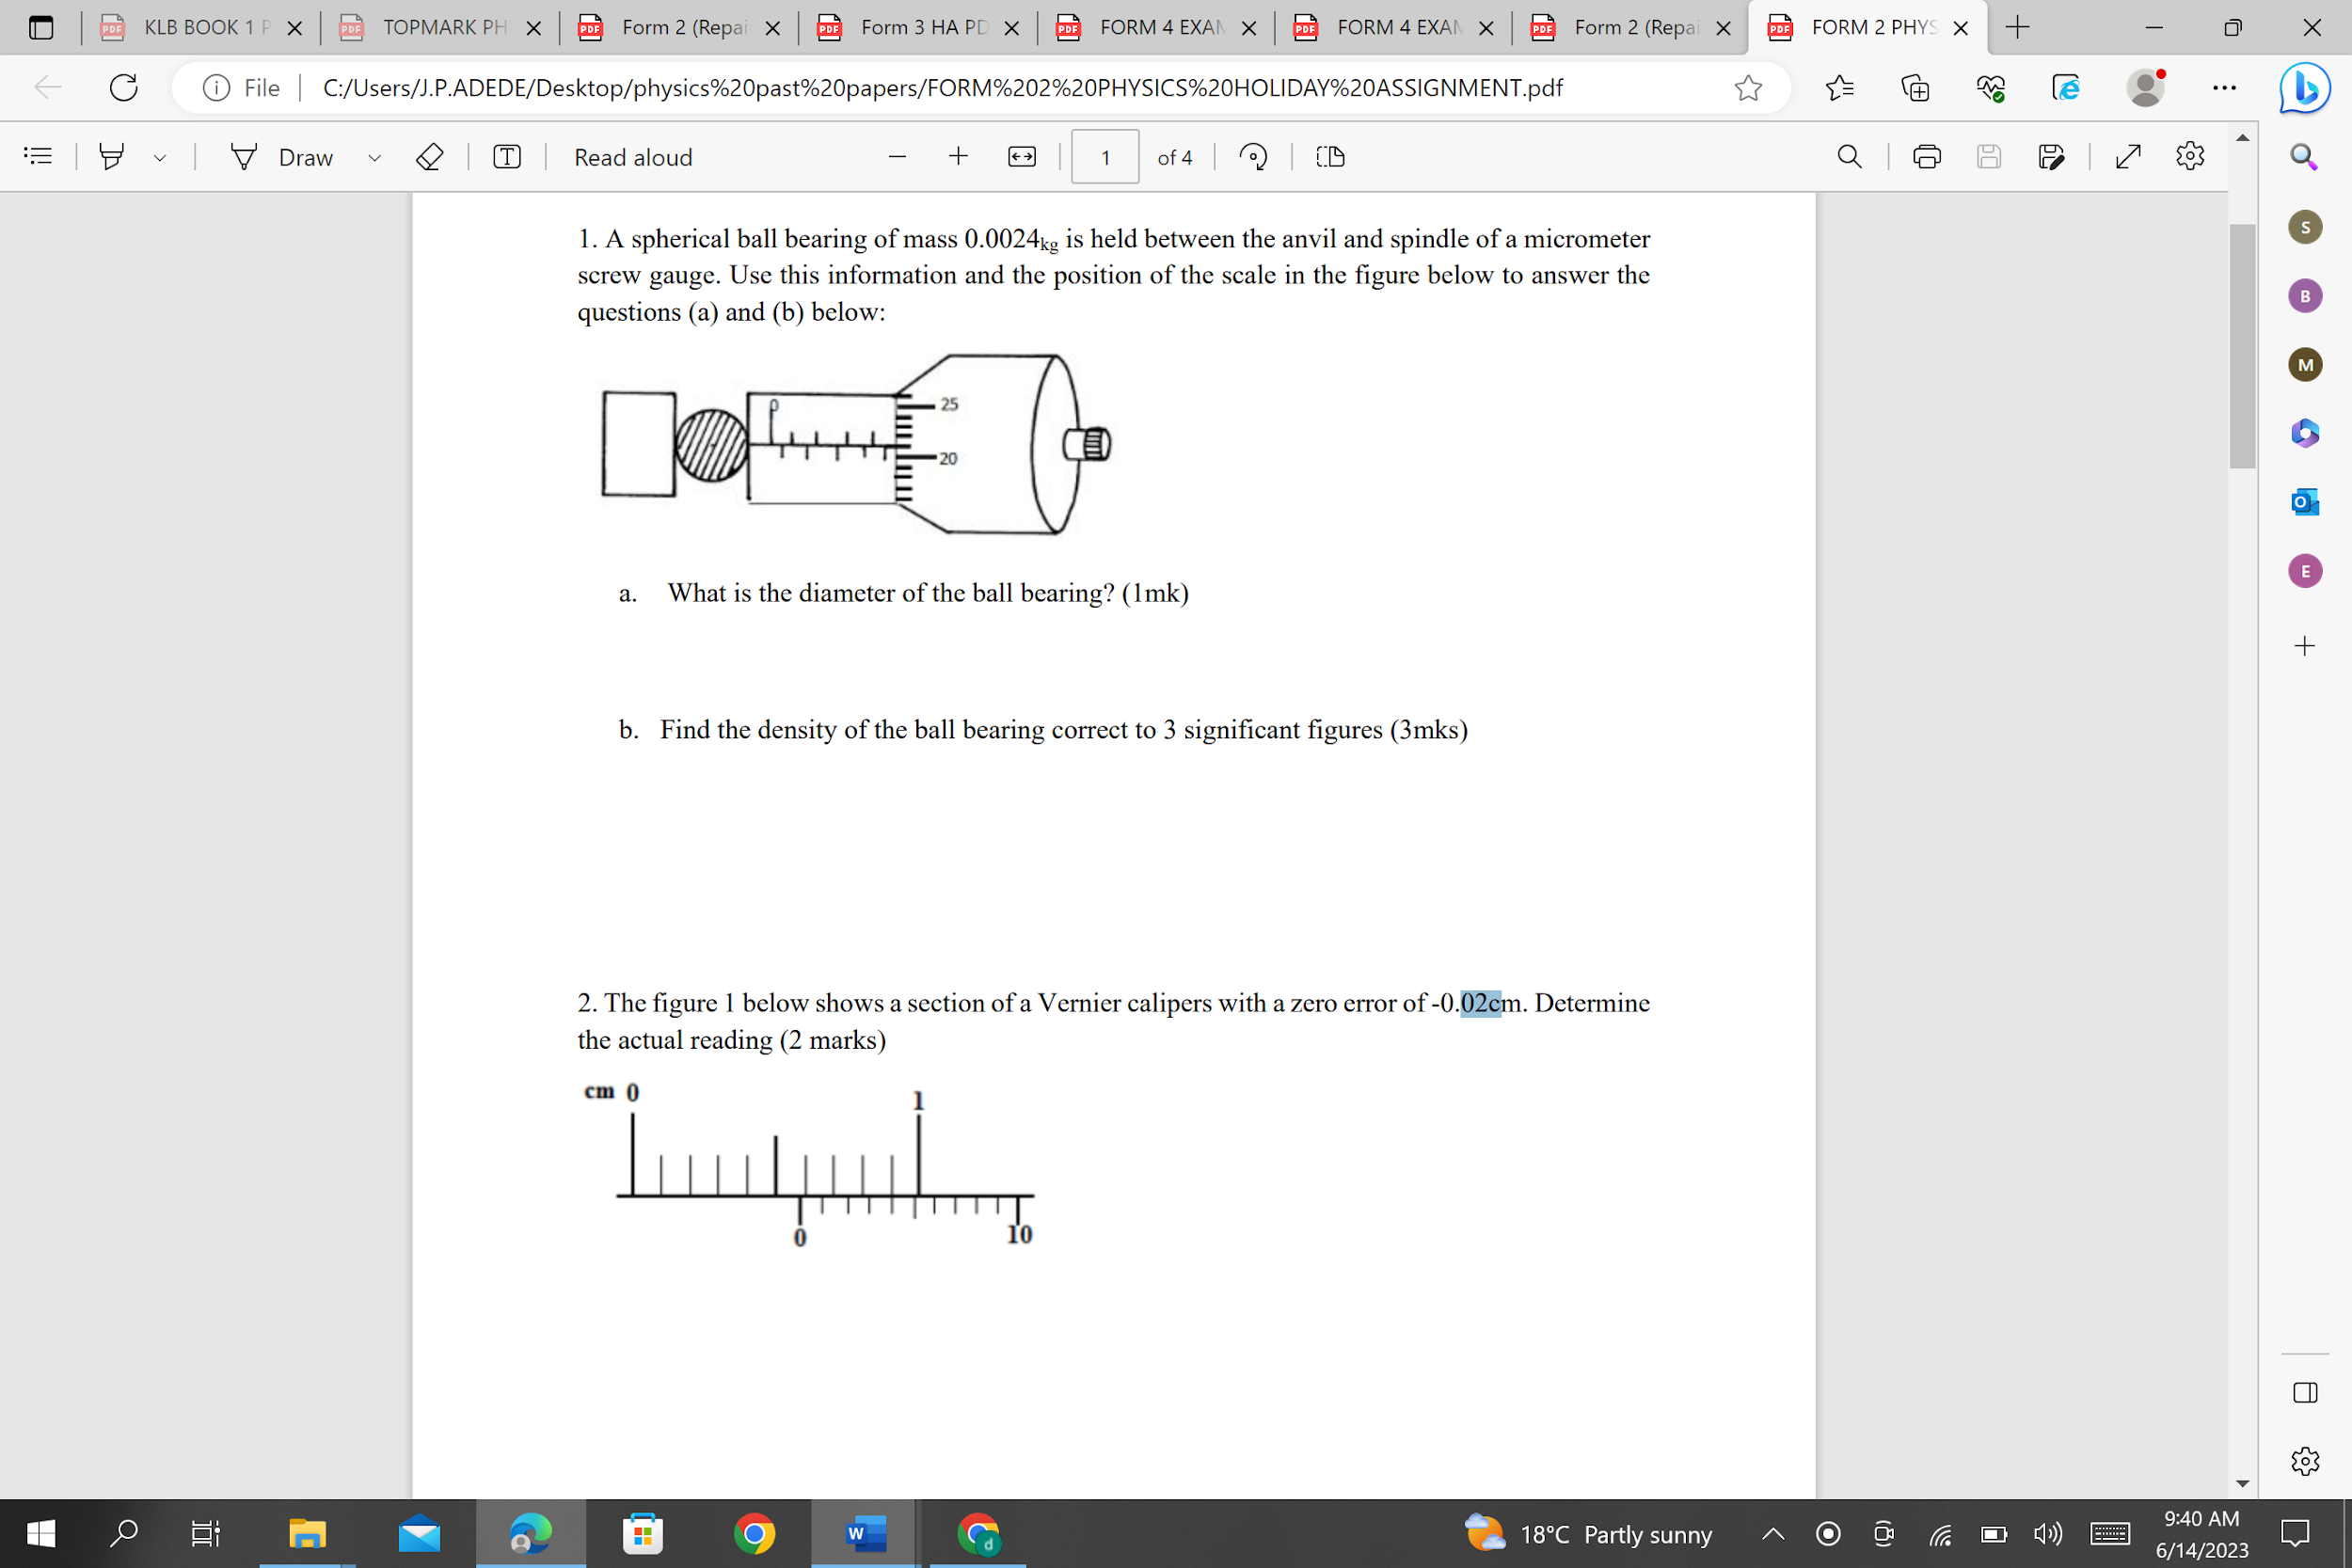 KLB BOOK 1 P
TOPMARK PH
Form 2 (Repai
Form 3 HA PD
FORM 4 EXAM
FORM 4 EXAM
Form 2 (Repai
FORM 2 PHYS
File
C:/Users/J.P.ADEDE/Desktop/physics%20past%20papers/FORM%202%20PHYSICS%20HOLIDAY%20ASSIGNMENT.pdf
Draw
Read aloud
1 of 4
1. A spherical ball bearing of mass 0.0024kg is held between the anvil and spindle of a micrometer
screw gauge. Use this information and the position of the scale in the figure below to answer the
questions (a) and (b) below:
0
25
20
a. What is the diameter of the ball bearing? (1mk)
b. Find the density of the ball bearing correct to 3 significant figures (3mks)
2. The figure 1 below shows a section of a Vernier calipers with a zero error of -0.02cm. Determine
the actual reading (2 marks)
cm 0
1
0
10
S
B
M
E
18°C Partly sunny
9:40 AM
6/14/2023